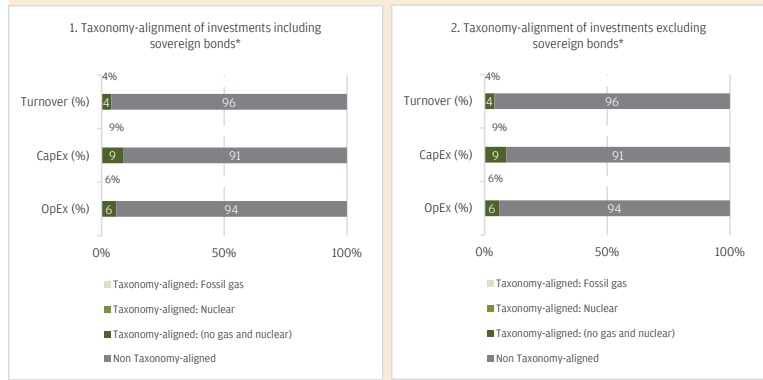 1. Taxonomy-alignment of investments including
sovereign bonds*
4%
Turnover (%) 4 96
9%
CapEx (%) 9 91
6%
OpEx (%) 6 94
0% 50% 100%
Taxonomy-aligned: Fossil gas
Taxonomy-aligned: Nuclear
Taxonomy-aligned: (no gas and nuclear)
Non Taxonomy-aligned
2. Taxonomy-alignment of investments excluding
sovereign bonds*
4%
Turnover (%) 4 96
9%
CapEx (%) 9 91
6%
OpEx (%) 6 94
0% 50% 100%
Taxonomy-aligned: Fossil gas
Taxonomy-aligned: Nuclear
Taxonomy-aligned: (no gas and nuclear)
Non Taxonomy-aligned